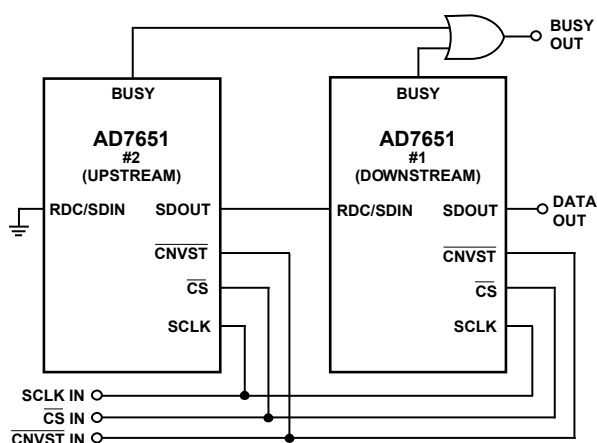 BUSY
OUT
BUSY
BUSY
AD7651
#2
(UPSTREAM)
AD7651
#1
(DOWNSTREAM)
RDC/SDIN SDOUT
RDC/SDIN SDOUT
DATA
OUT
CNVST
CNVST
CS
CS
SCLK
SCLK
SCLK IN
CS IN
CNVST IN